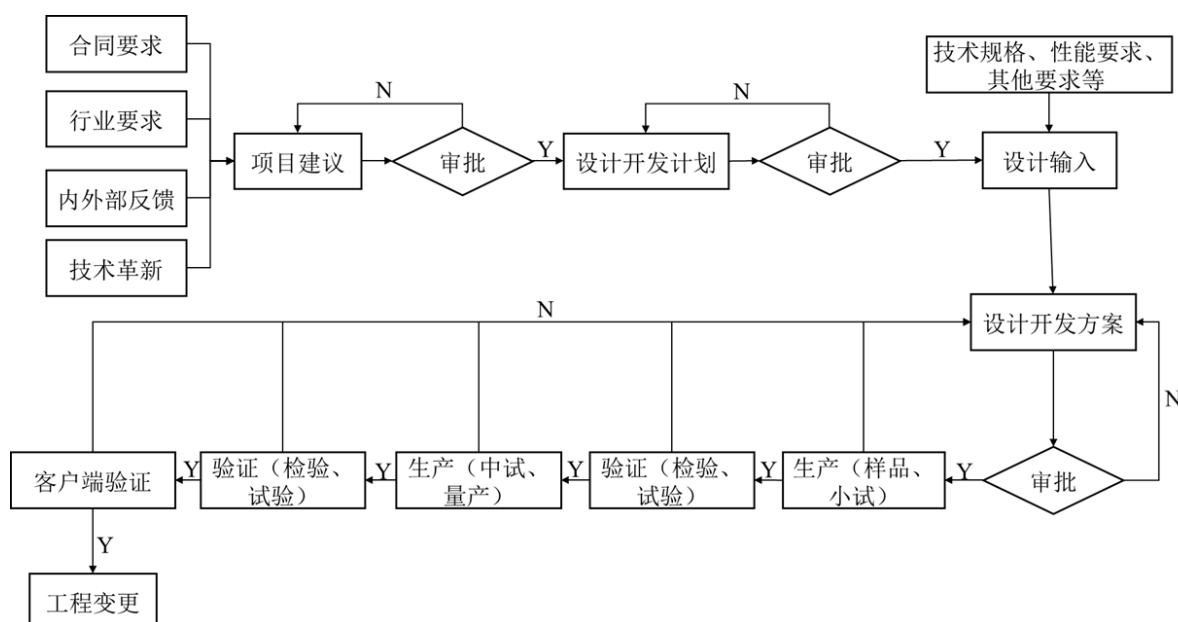 合同要求
行业要求
内外部反馈
技术革新
项目建议
N
审批
Y
设计开发计划
N
审批
Y
技术规格、性能要求、
其他要求等
设计输入
设计开发方案
N
审批
N
Y
生产（样品、
小试）
Y
验证（检验、
试验）
Y
生产（中试、
量产）
Y
验证（检验、
试验）
Y
客户端验证
Y
工程变更